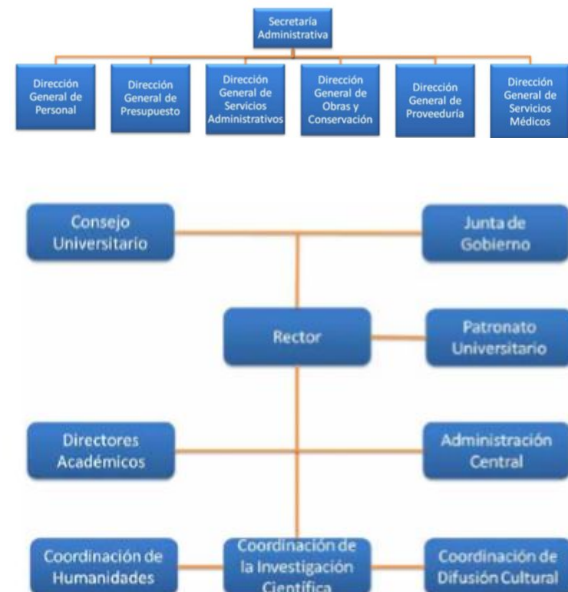 Secretaría
Administrativa
Dirección
General de
Personal
Dirección
General de
Presupuesto
Dirección
General de
Servicios
Administrativos
Dirección
General de
Obras y
Conservación
Dirección
General de
Proveeduría
Dirección
General de
Servicios
Médicos
Consejo
Universitario
Junta de
Gobierno
Rector
Patronato
Universitario
Directores
Académicos
Administración
Central
Coordinación de
Humanidades
Coordinación de
la Investigación
Científica
Coordinación de
Difusión Cultural